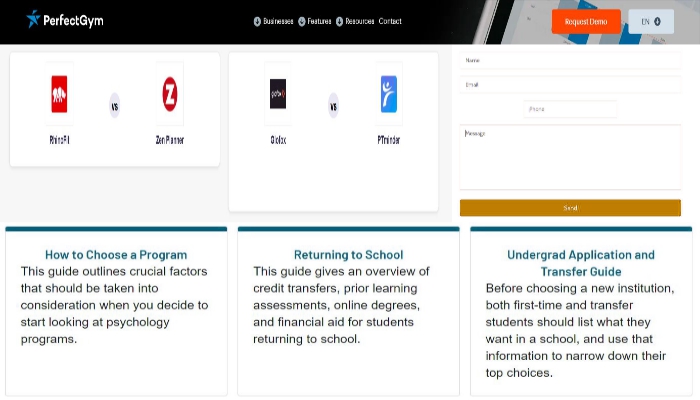 PerfectGym
Businesses Features Resources Contact
Request Demo
EN
VS
RhinoFit
Zen Planner
gofox
VS
Glofox
PTminder
Name
Email
Phone
Message
Send
How to Choose a Program
This guide outlines crucial factors
that should be taken into
consideration when you decide to
start looking at psychology
programs.
Returning to School
This guide gives an overview of
credit transfers, prior learning
assessments, online degrees,
and financial aid for students
returning to school.
Undergrad Application and
Transfer Guide
Before choosing a new institution,
both first-time and transfer
students should list what they
want in a school, and use that
information to narrow down their
top choices.